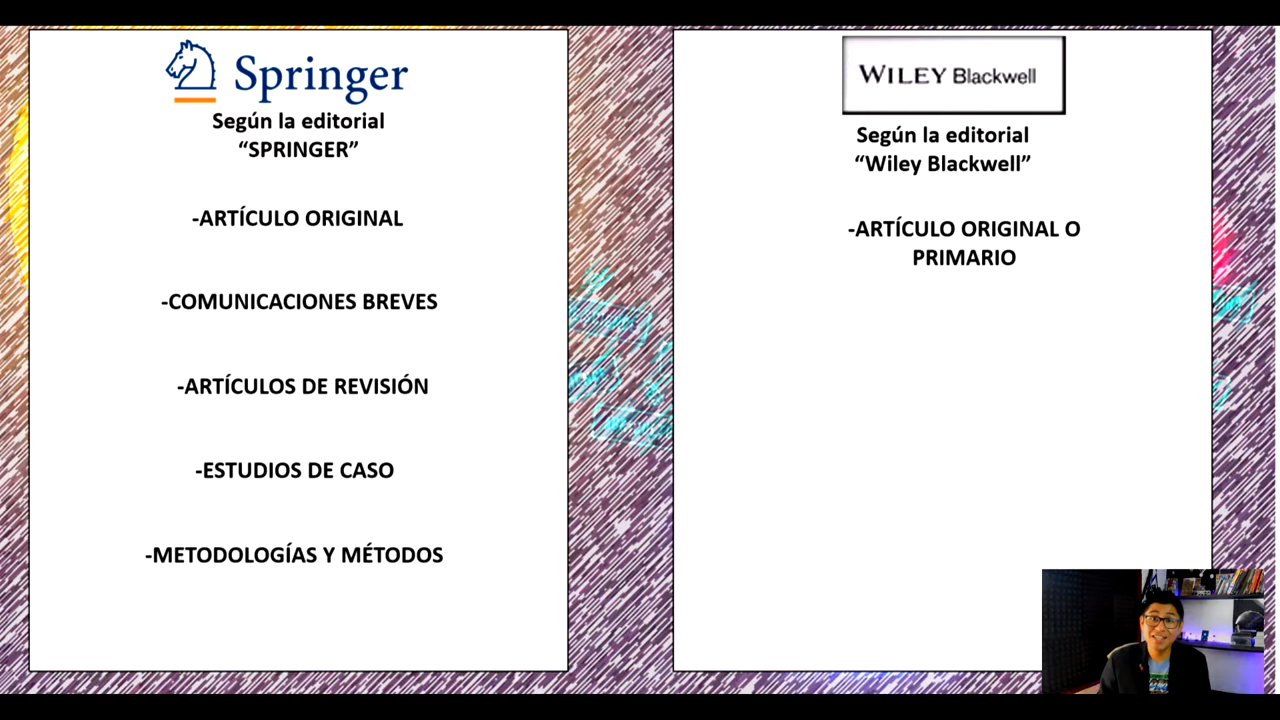 Springer
Según la editorial
“SPRINGER”
-ARTÍCULO ORIGINAL
-COMUNICACIONES BREVES
-ARTÍCULOS DE REVISIÓN
-ESTUDIOS DE CASO
-METODOLOGÍAS Y MÉTODOS
WILEY Blackwell
Según la editorial
“Wiley Blackwell”
-ARTÍCULO ORIGINAL O
PRIMARIO